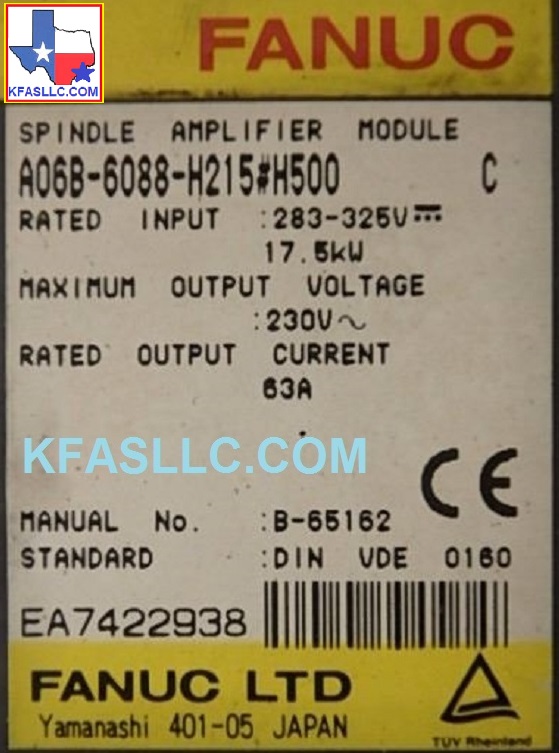 FANUC
KFASLLC.COM
SPINDLE AMPLIFIER MODULE
A06B-6088-H215#H500 C
RATED INPUT :283-325V⎓
17.5kW
MAXIMUM OUTPUT VOLTAGE
:230V～
RATED OUTPUT CURRENT
63A
KFASLLC.COM
CE
MANUAL No. :B-65162
STANDARD :DIN VDE 0160
EA7422938
FANUC LTD
Yamanashi 401-05 JAPAN
TÜV Rheinland